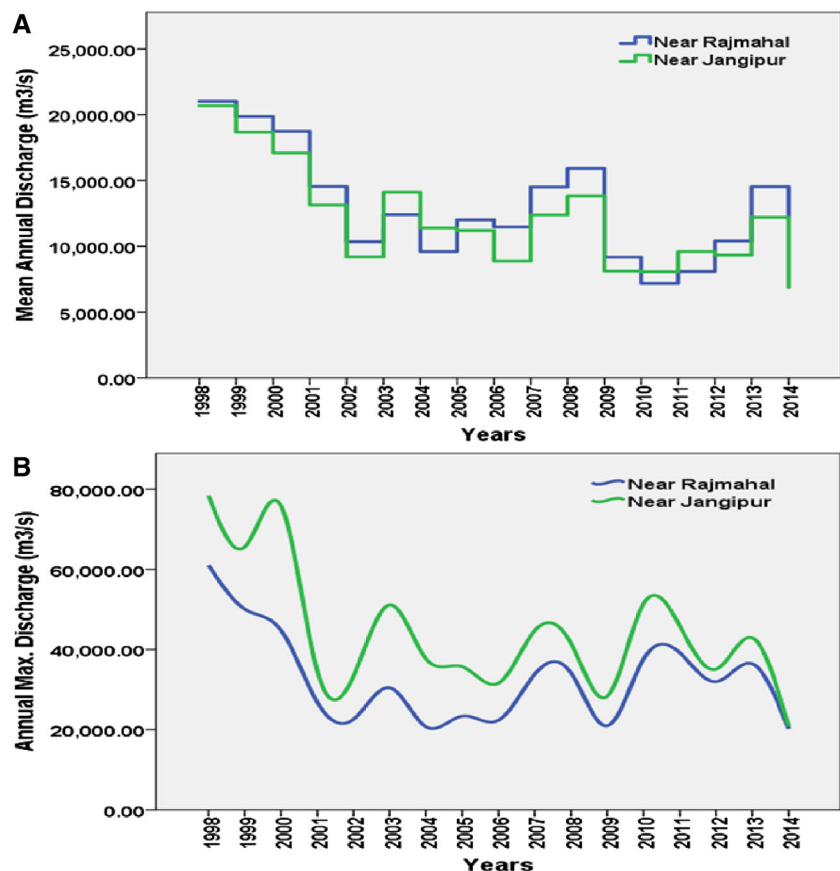 A
Mean Annual Discharge (m3/s)
25,000.00
20,000.00
15,000.00
10,000.00
5,000.00
0.00
Near Rajmahal
Near Jangipur
1998 1999 2000 2001 2002 2003 2004 2005 2006 2007 2008 2009 2010 2011 2012 2013 2014
Years
B
Annual Max. Discharge (m3/s)
80,000.00
60,000.00
40,000.00
20,000.00
0.00
Near Rajmahal
Near Jangipur
1998 1999 2000 2001 2002 2003 2004 2005 2006 2007 2008 2009 2010 2011 2012 2013 2014
Years